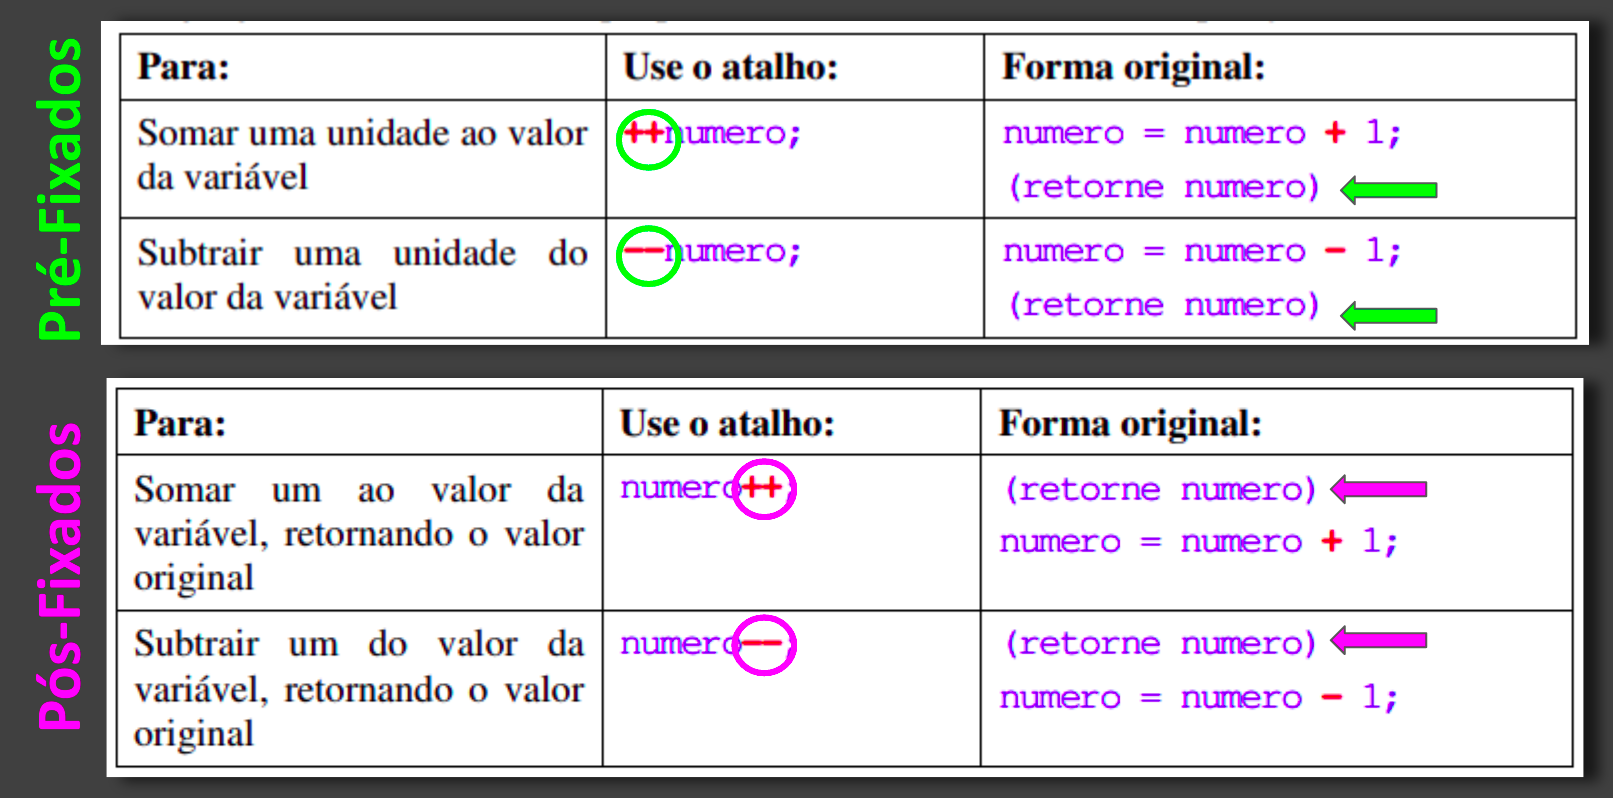 Pré-Fixados
Para:
Use o atalho:
Forma original:
Somar uma unidade ao valor
da variável
++numero;
numero = numero + 1;
(retorne numero)
Subtrair uma unidade do
valor da variável
--numero;
numero = numero - 1;
(retorne numero)
Pós-Fixados
Para:
Use o atalho:
Forma original:
Somar um ao valor da
variável, retornando o valor
original
numero++;
(retorne numero)
numero = numero + 1;
Subtrair um do valor da
variável, retornando o valor
original
numero--;
(retorne numero)
numero = numero - 1;